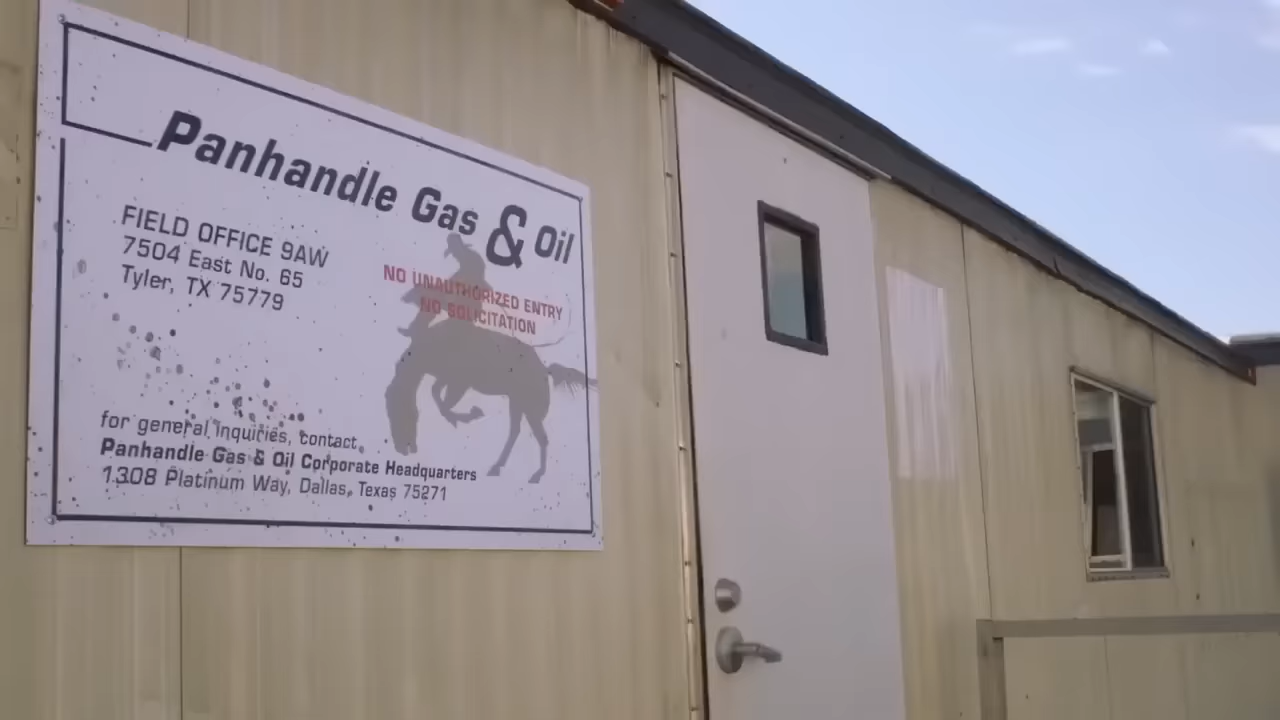 Panhandle Gas & Oil
FIELD OFFICE 9AW
7504 East No. 65
Tyler, TX 75779
NO UNAUTHORIZED ENTRY
NO SOLICITATION
for general inquiries, contact
Panhandle Gas & Oil Corporate Headquarters
1308 Platinum Way, Dallas, Texas 75271